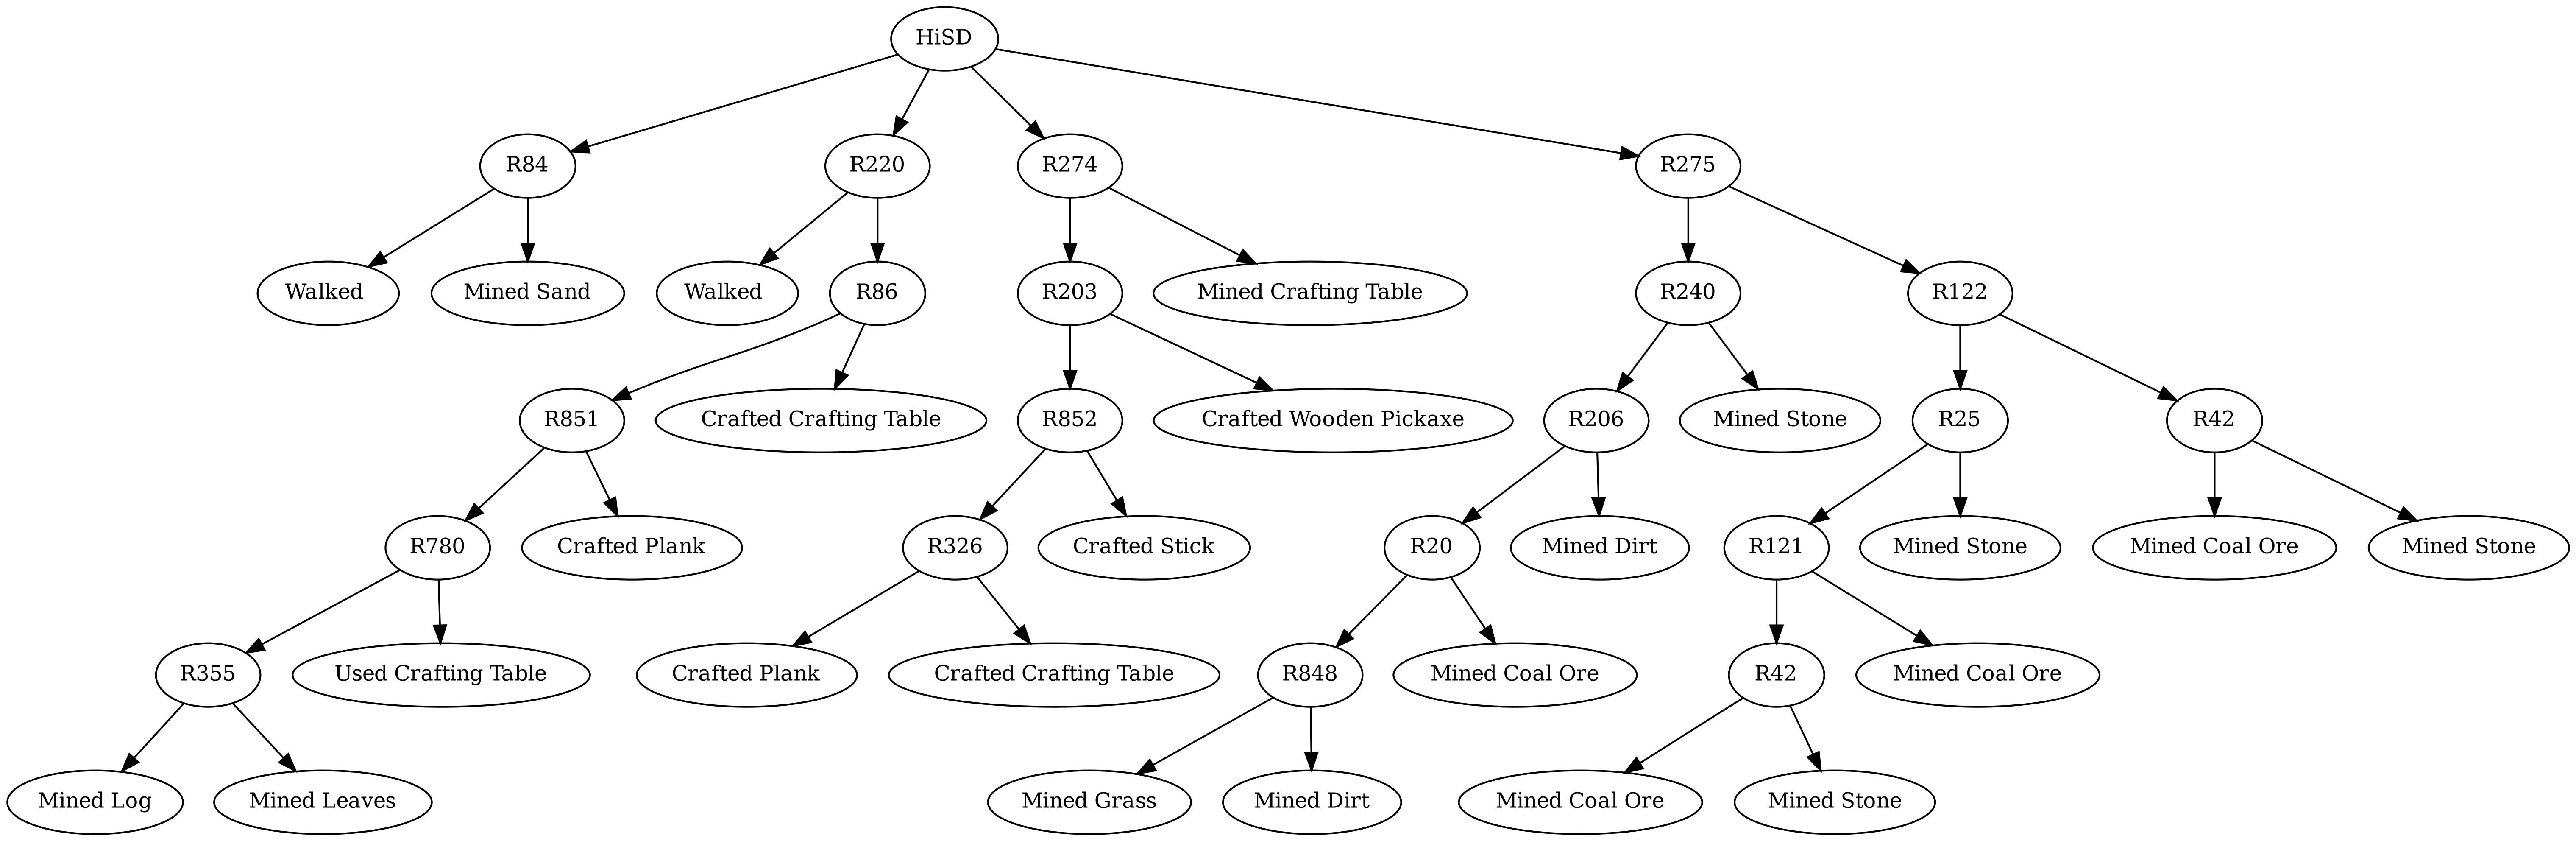 HiSD
R84
R220
R274
R275
Walked
Mined Sand
Walked
R86
R203
Mined Crafting Table
R240
R122
R851
Crafted Crafting Table
R852
Crafted Wooden Pickaxe
R206
Mined Stone
R25
R42
R780
Crafted Plank
R326
Crafted Stick
R20
Mined Dirt
R121
Mined Stone
Mined Coal Ore
Mined Stone
R355
Used Crafting Table
Crafted Plank
Crafted Crafting Table
R848
Mined Coal Ore
R42
Mined Coal Ore
Mined Log
Mined Leaves
Mined Grass
Mined Dirt
Mined Coal Ore
Mined Stone